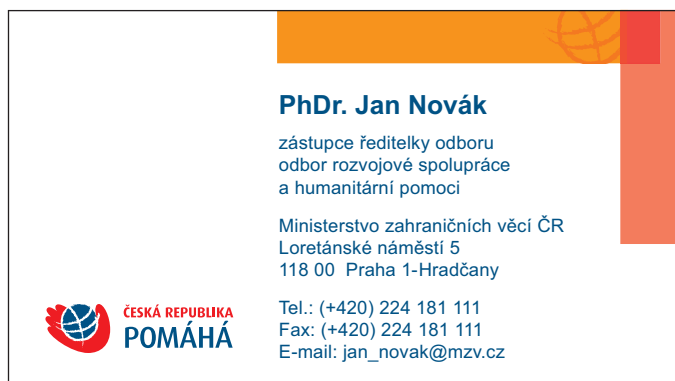 PhDr. Jan Novák
zástupce ředitelky odboru
odbor rozvojové spolupráce
a humanitární pomoci
Ministerstvo zahraničních věcí ČR
Loretánské náměstí 5
118 00  Praha 1-Hradčany
Tel.: (+420) 224 181 111
Fax: (+420) 224 181 111
E-mail: jan_novak@mzv.cz
ČESKÁ REPUBLIKA
POMÁHÁ